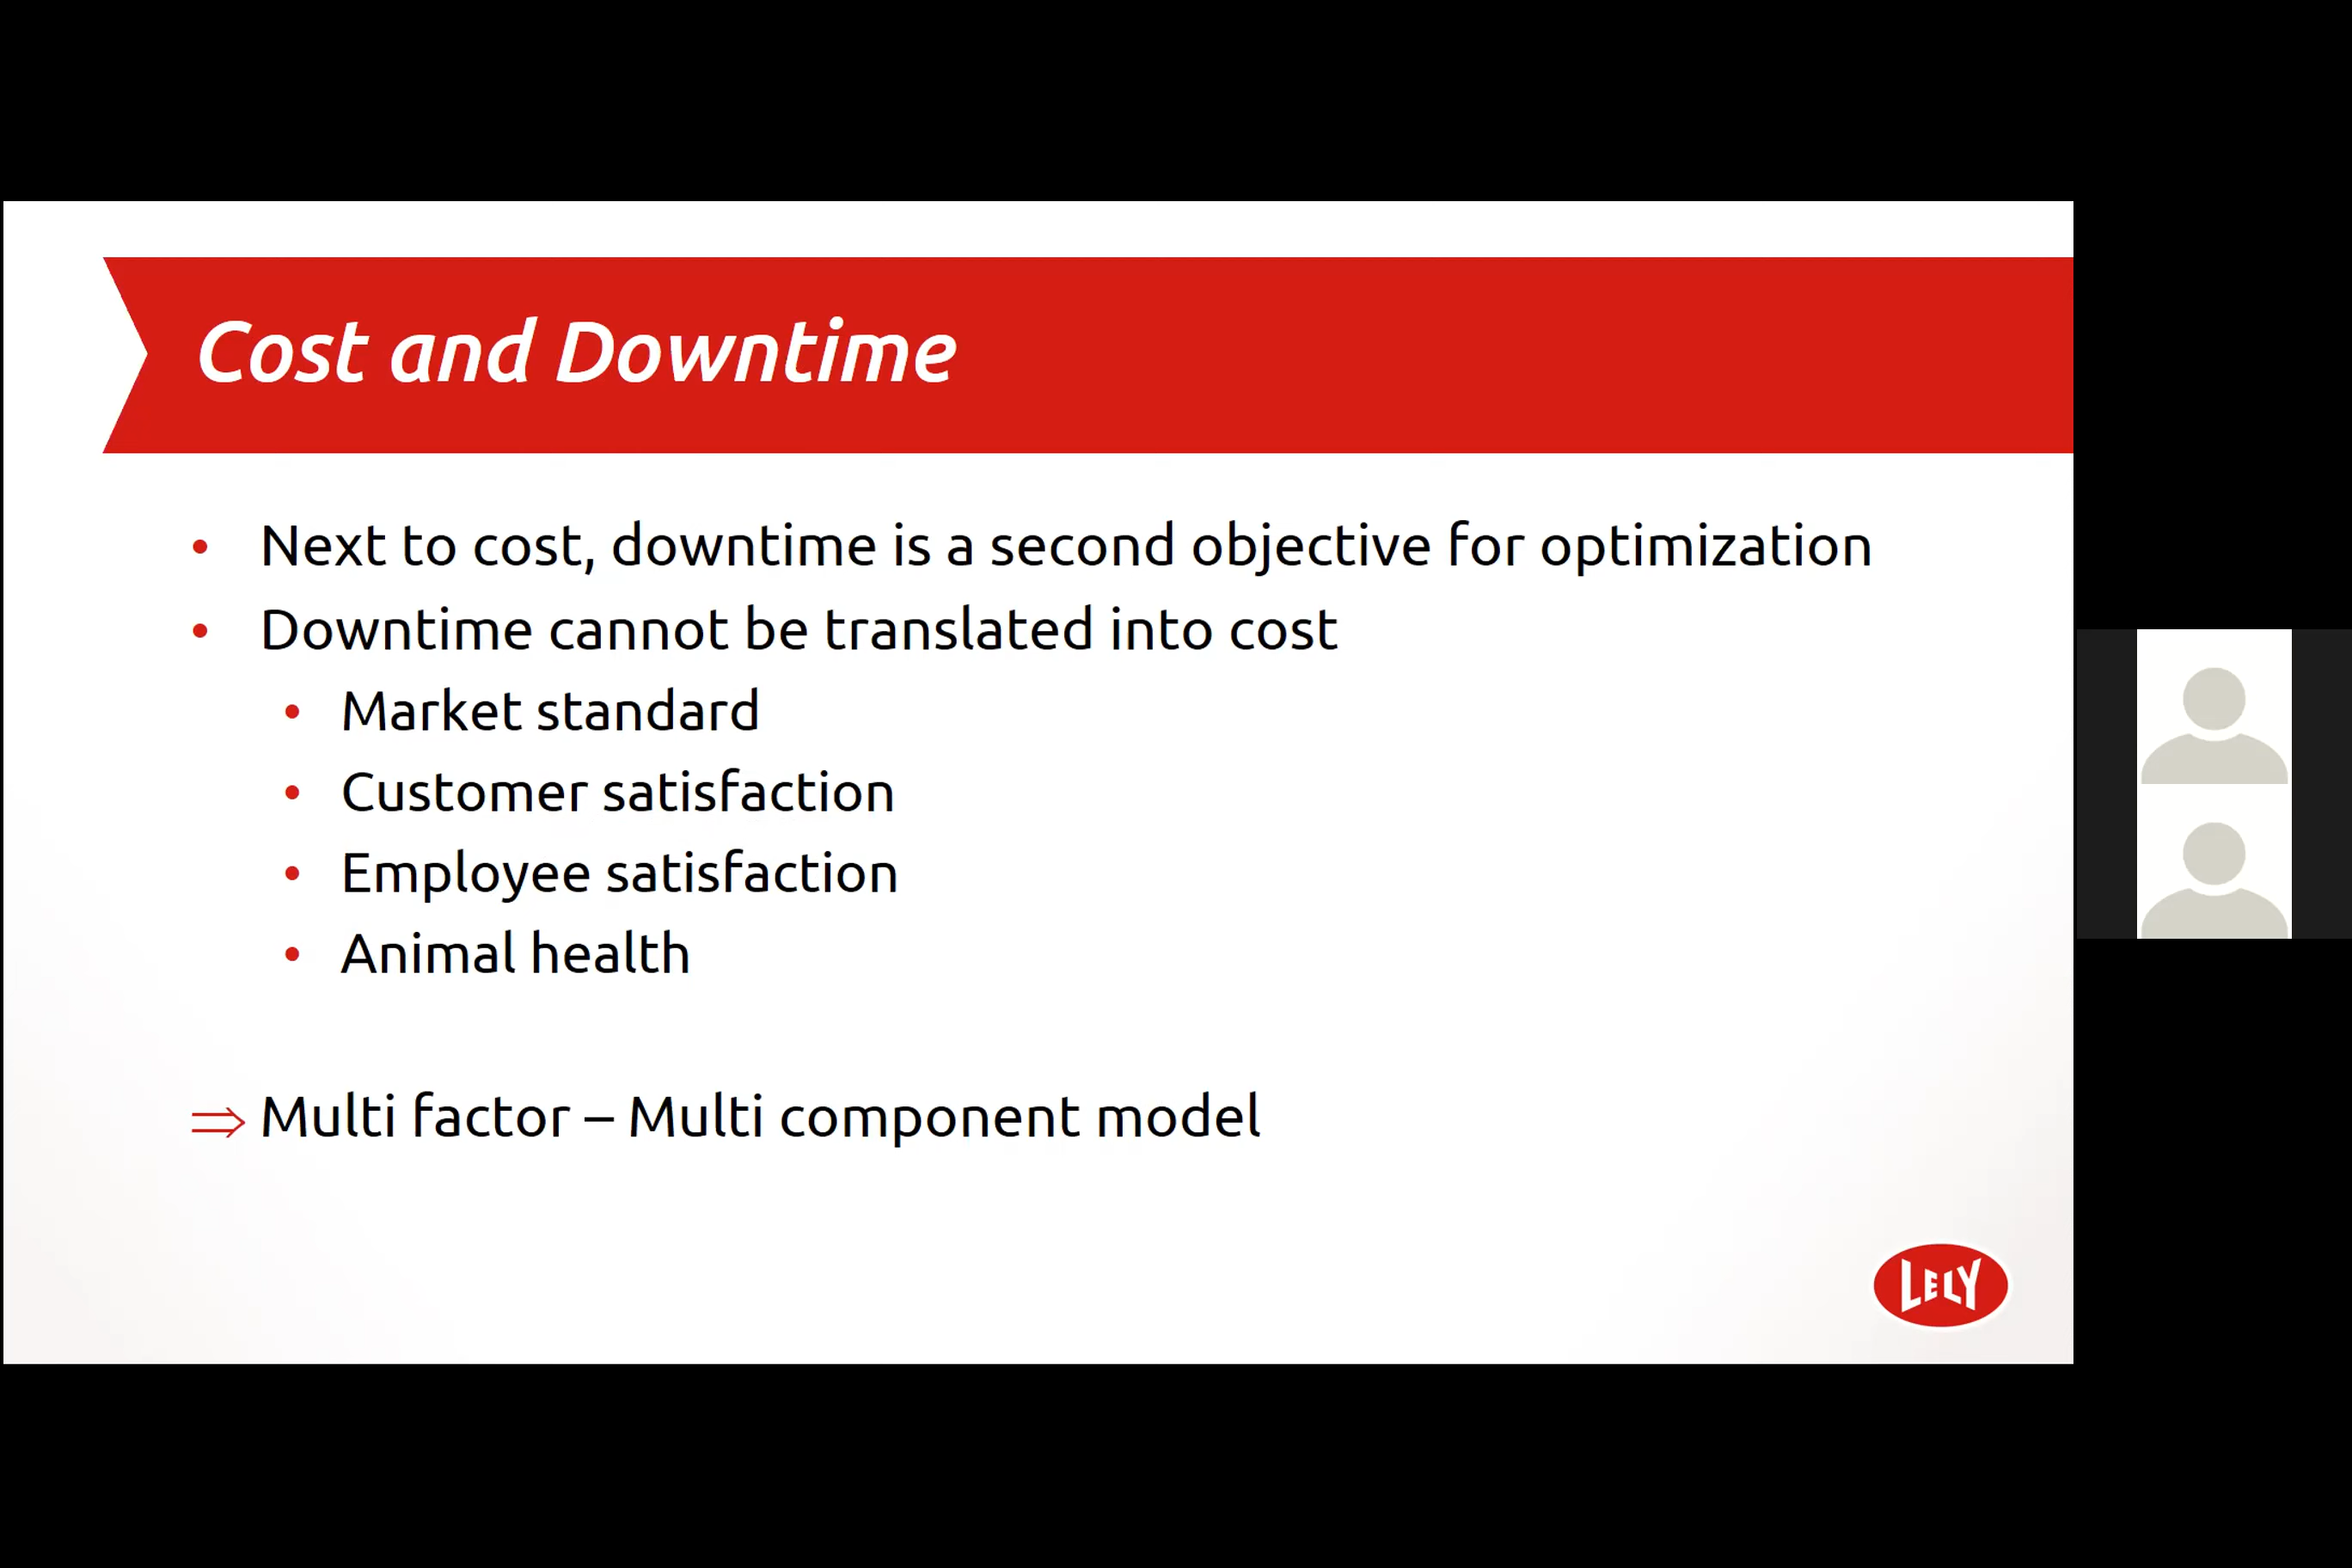 Cost and Downtime
• Next to cost, downtime is a second objective for optimization
• Downtime cannot be translated into cost
• Market standard
• Customer satisfaction
• Employee satisfaction
• Animal health
⇒ Multi factor – Multi component model
LELY